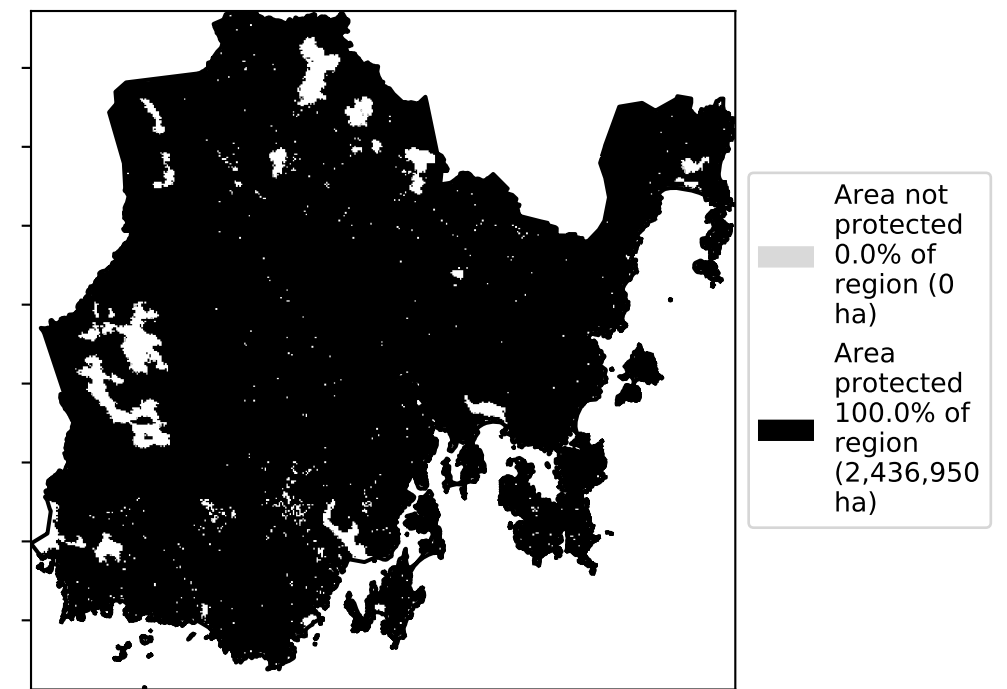 Area not
protected
0.0% of
region (0
ha)
Area
protected
100.0% of
region
(2,436,950
ha)